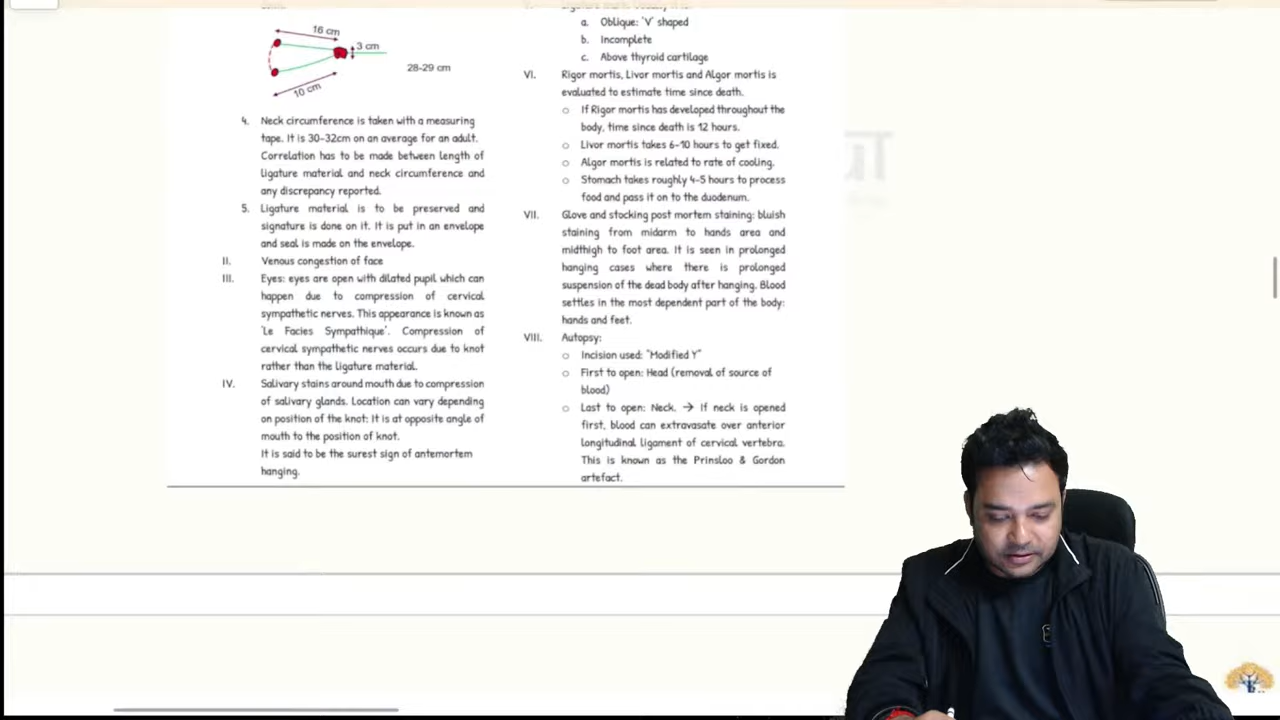 16 cm
3 cm
28-29 cm
10 cm
4. Neck circumference is taken with a measuring
tape. It is 30-32cm on an average for an adult.
Correlation has to be made between length of
ligature material and neck circumference and
any discrepancy reported.
5. Ligature material is to be preserved and
signature is done on it. It is put in an envelope
and seal is made on the envelope.
II. Venous congestion of face
III. Eyes: eyes are open with dilated pupil which can
happen due to compression of cervical
sympathetic nerves. This appearance is known as
'Le Facies Sympathique'. Compression of
cervical sympathetic nerves occurs due to knot
rather than the ligature material.
IV. Salivary stains around mouth due to compression
of salivary glands. Location can vary depending
on position of the knot: It is at opposite angle of
mouth to the position of knot.
It is said to be the surest sign of antemortem
hanging.
a. Oblique: 'V' shaped
b. Incomplete
c. Above thyroid cartilage
VI. Rigor mortis, Livor mortis and Algor mortis is
evaluated to estimate time since death.
o If Rigor mortis has developed throughout the
body, time since death is 12 hours.
o Livor mortis takes 6-10 hours to get fixed.
o Algor mortis is related to rate of cooling.
o Stomach takes roughly 4-5 hours to process
food and pass it on to the duodenum.
VII. Glove and stocking post mortem staining: bluish
staining from midarm to hands area and
midthigh to foot area. It is seen in prolonged
hanging cases where there is prolonged
suspension of the dead body after hanging. Blood
settles in the most dependent part of the body:
hands and feet.
VIII. Autopsy:
o Incision used: "Modified Y"
o First to open: Head (removal of source of
blood)
o Last to open: Neck. → If neck is opened
first, blood can extravasate over anterior
longitudinal ligament of cervical vertebra.
This is known as the Prinsloo & Gordon
artefact.